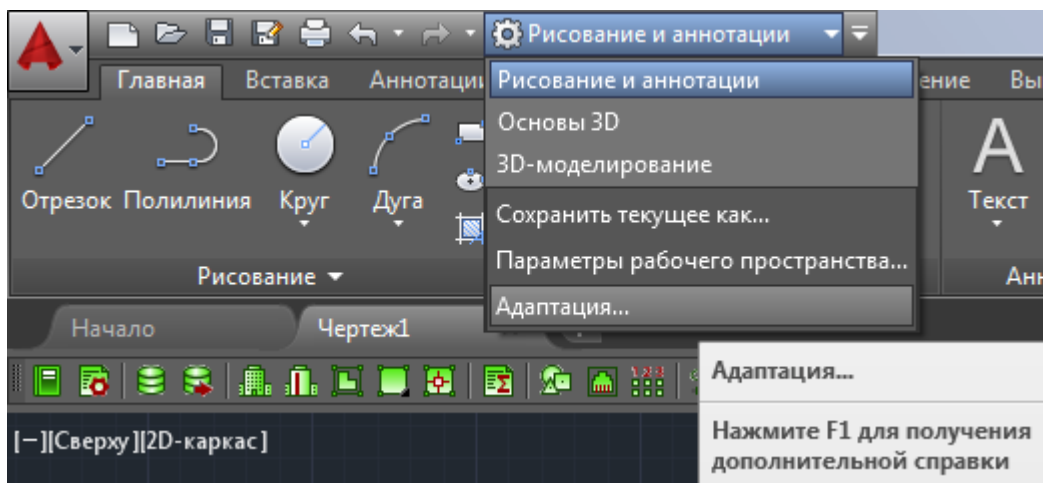 Рисование и аннотации
Главная Вставка Аннотации
Рисование и аннотации
Основы 3D
3D-моделирование
Сохранить текущее как...
Параметры рабочего пространства...
Адаптация...
Отрезок Полилиния Круг Дуга
Текст
Рисование
Начало Чертеж1
Адаптация...
Нажмите F1 для получения
дополнительной справки
[−][Сверху][2D-каркас]